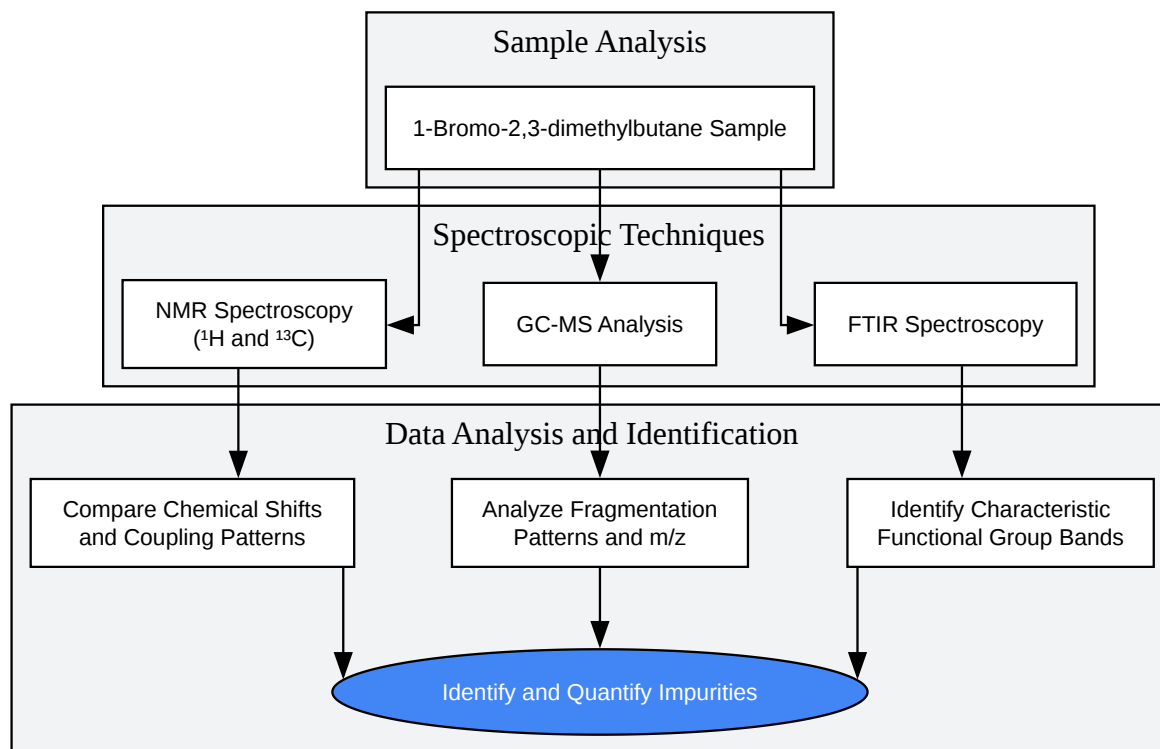 Sample Analysis
1-Bromo-2,3-dimethylbutane Sample
Spectroscopic Techniques
NMR Spectroscopy
(¹H and ¹³C)
GC-MS Analysis
FTIR Spectroscopy
Data Analysis and Identification
Compare Chemical Shifts
and Coupling Patterns
Analyze Fragmentation
Patterns and m/z
Identify Characteristic
Functional Group Bands
Identify and Quantify Impurities